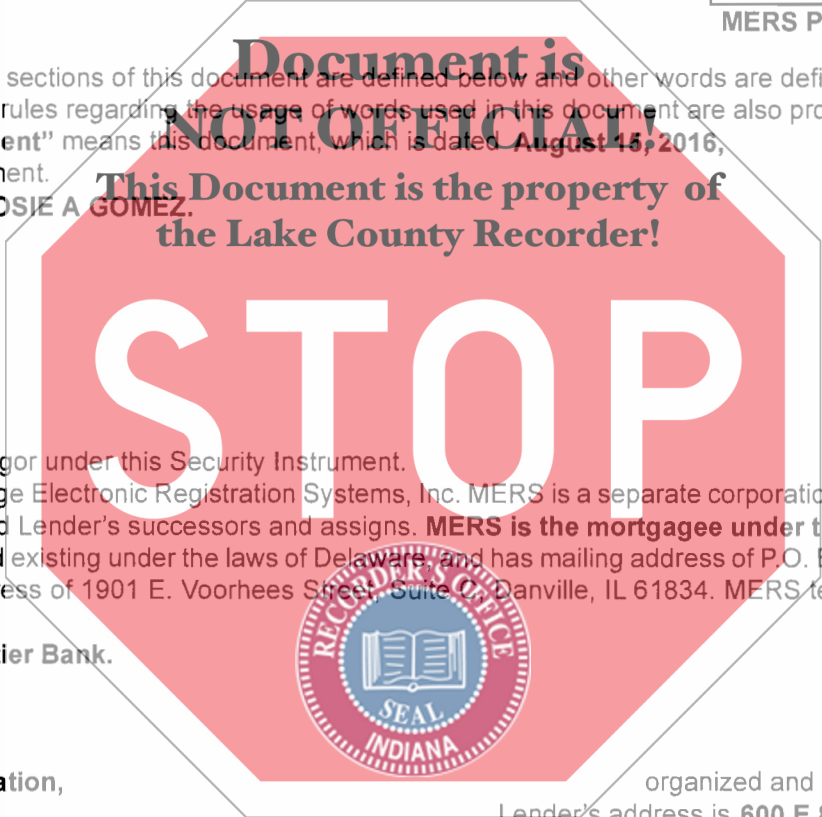 MERS P
Document is
sections of this document are defined below and other words are defi
rules regarding the usage of words used in this document are also pro
NOT OFFICIAL!
ent” means this document, which is dated August 15, 2016,
ent.
This Document is the property of
OSIE A GOMEZ.
the Lake County Recorder!
STOP
gor under this Security Instrument.
ge Electronic Registration Systems, Inc. MERS is a separate corporatio
d Lender's successors and assigns. MERS is the mortgagee under t
d existing under the laws of Delaware, and has mailing address of P.O.
ess of 1901 E. Voorhees Street, Suite C, Danville, IL 61834. MERS te
RECORDER'S OFFICE
ier Bank.
SEAL
INDIANA
ation,
organized and
Lender's address is 600 E